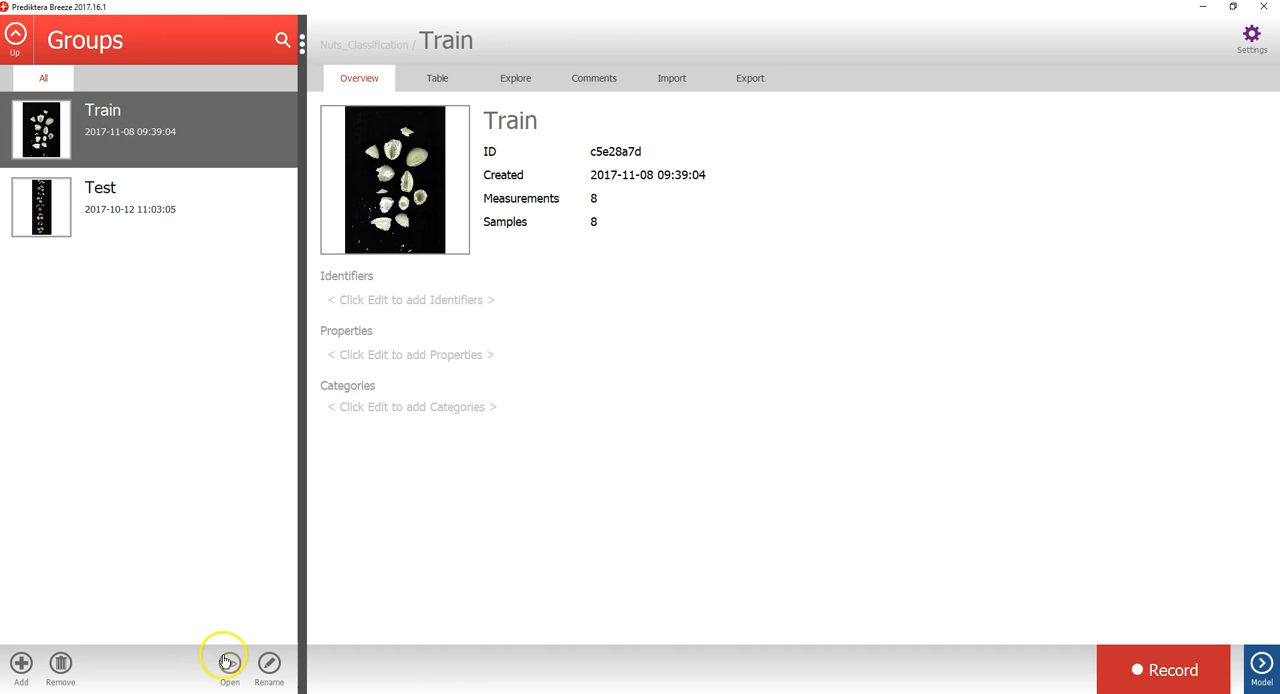 Prediktera Breeze 2017.16.1
Up
Groups
Nuts_Classification / Train
Settings
All
Overview
Table
Explore
Comments
Import
Export
Train
2017-11-08 09:39:04
Test
2017-10-12 11:03:05
Train
ID c5e28a7d
Created 2017-11-08 09:39:04
Measurements 8
Samples 8
Identifiers
< Click Edit to add Identifiers >
Properties
< Click Edit to add Properties >
Categories
< Click Edit to add Categories >
Add
Remove
Open
Rename
Record
Model